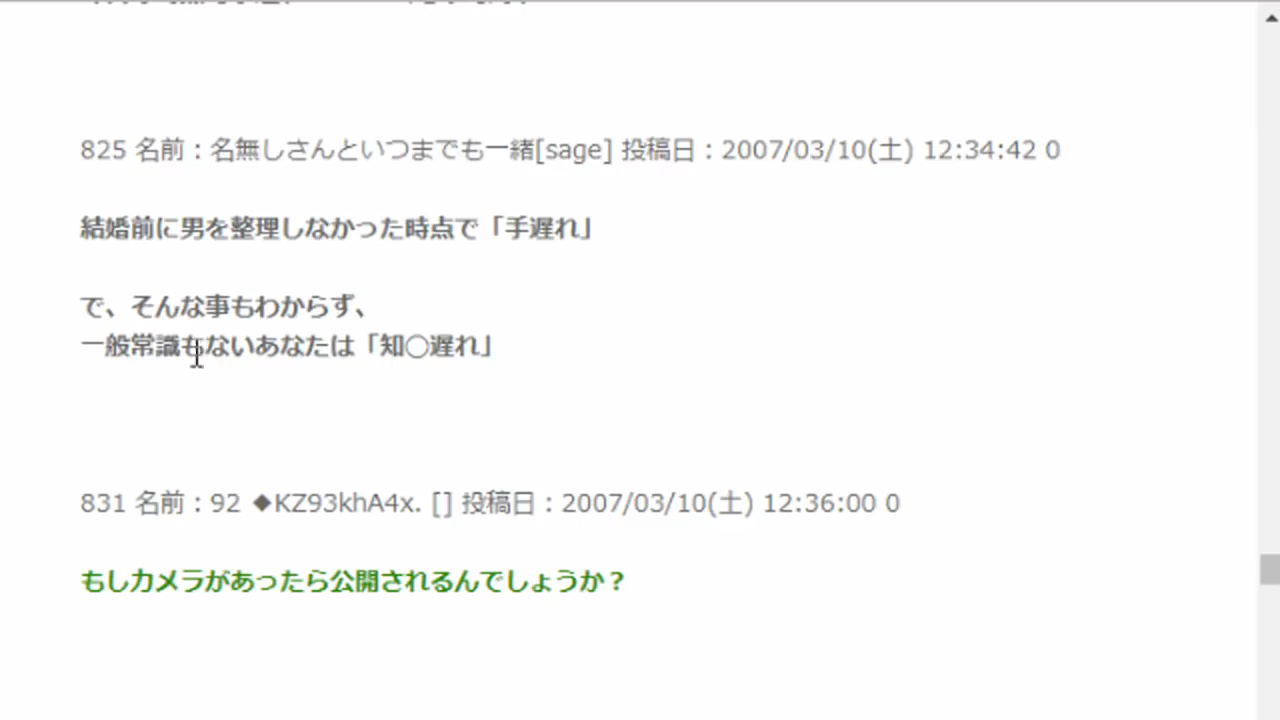 825 名前：名無しさんといつまでも一緒[sage] 投稿日：2007/03/10(土) 12:34:42 0
結婚前に男を整理しなかった時点で「手遅れ」
で、そんな事もわからず、
一般常識もないあなたは「知○遅れ」
831 名前：92 ◆KZ93khA4x. [] 投稿日：2007/03/10(土) 12:36:00 0
もしカメラがあったら公開されるんでしょうか？